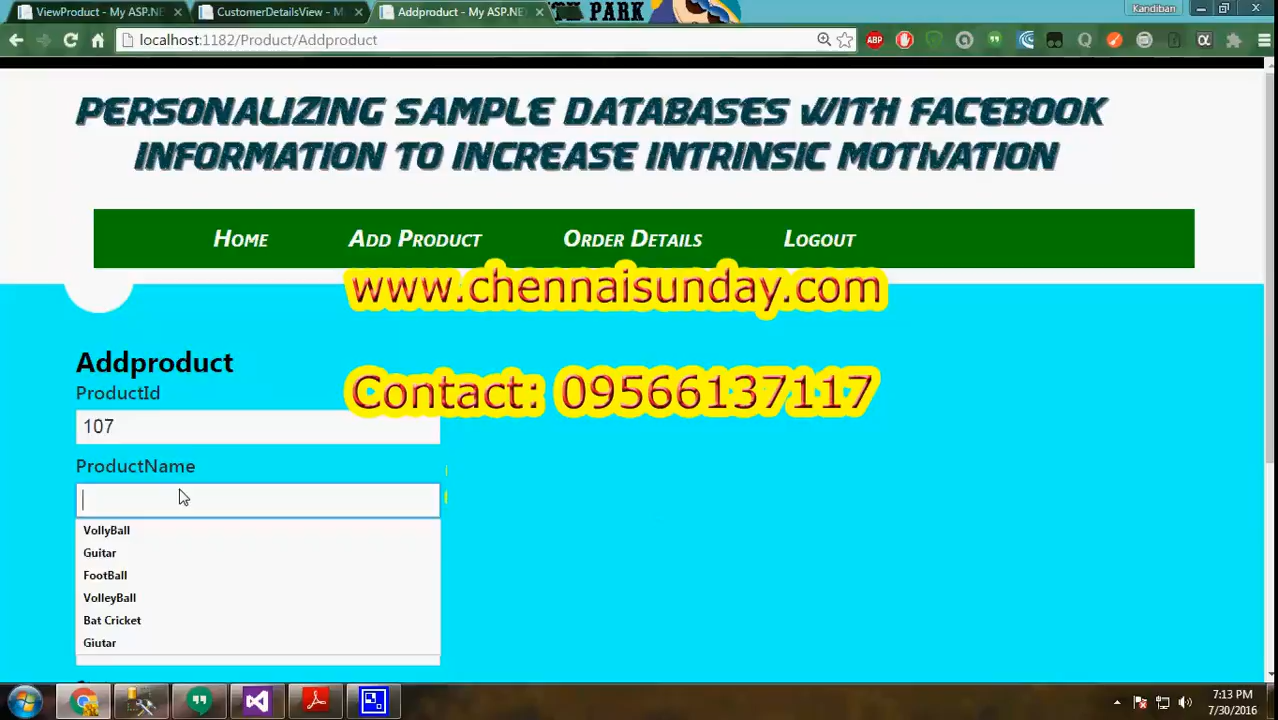 ViewProduct - My ASP.NE
CustomerDetailsView - M
Addproduct - My ASP.NE
PARK
Kandiban
localhost:1182/Product/Addproduct
ABP
PERSONALIZING SAMPLE DATABASES WITH FACEBOOK
INFORMATION TO INCREASE INTRINSIC MOTIVATION
HOME ADD PRODUCT ORDER DETAILS LOGOUT
www.chennaisunday.com
Addproduct
ProductId
Contact: 09566137117
107
ProductName
VollyBall
Guitar
FootBall
VolleyBall
Bat Cricket
Giutar
7:13 PM
7/30/2016